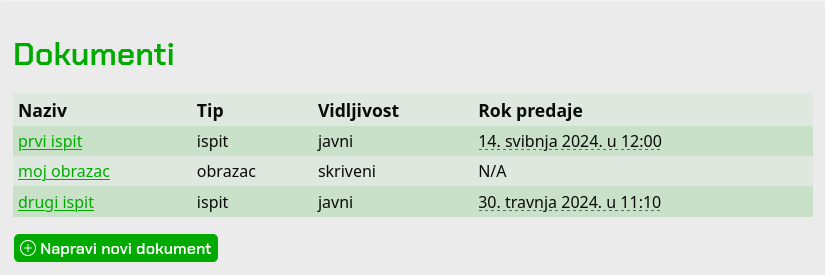 Dokumenti
Naziv Tip Vidljivost Rok predaje
prvi ispit ispit javni 14. svibnja 2024. u 12:00
moj obrazac obrazac skriveni N/A
drugi ispit ispit javni 30. travnja 2024. u 11:10
Napravi novi dokument